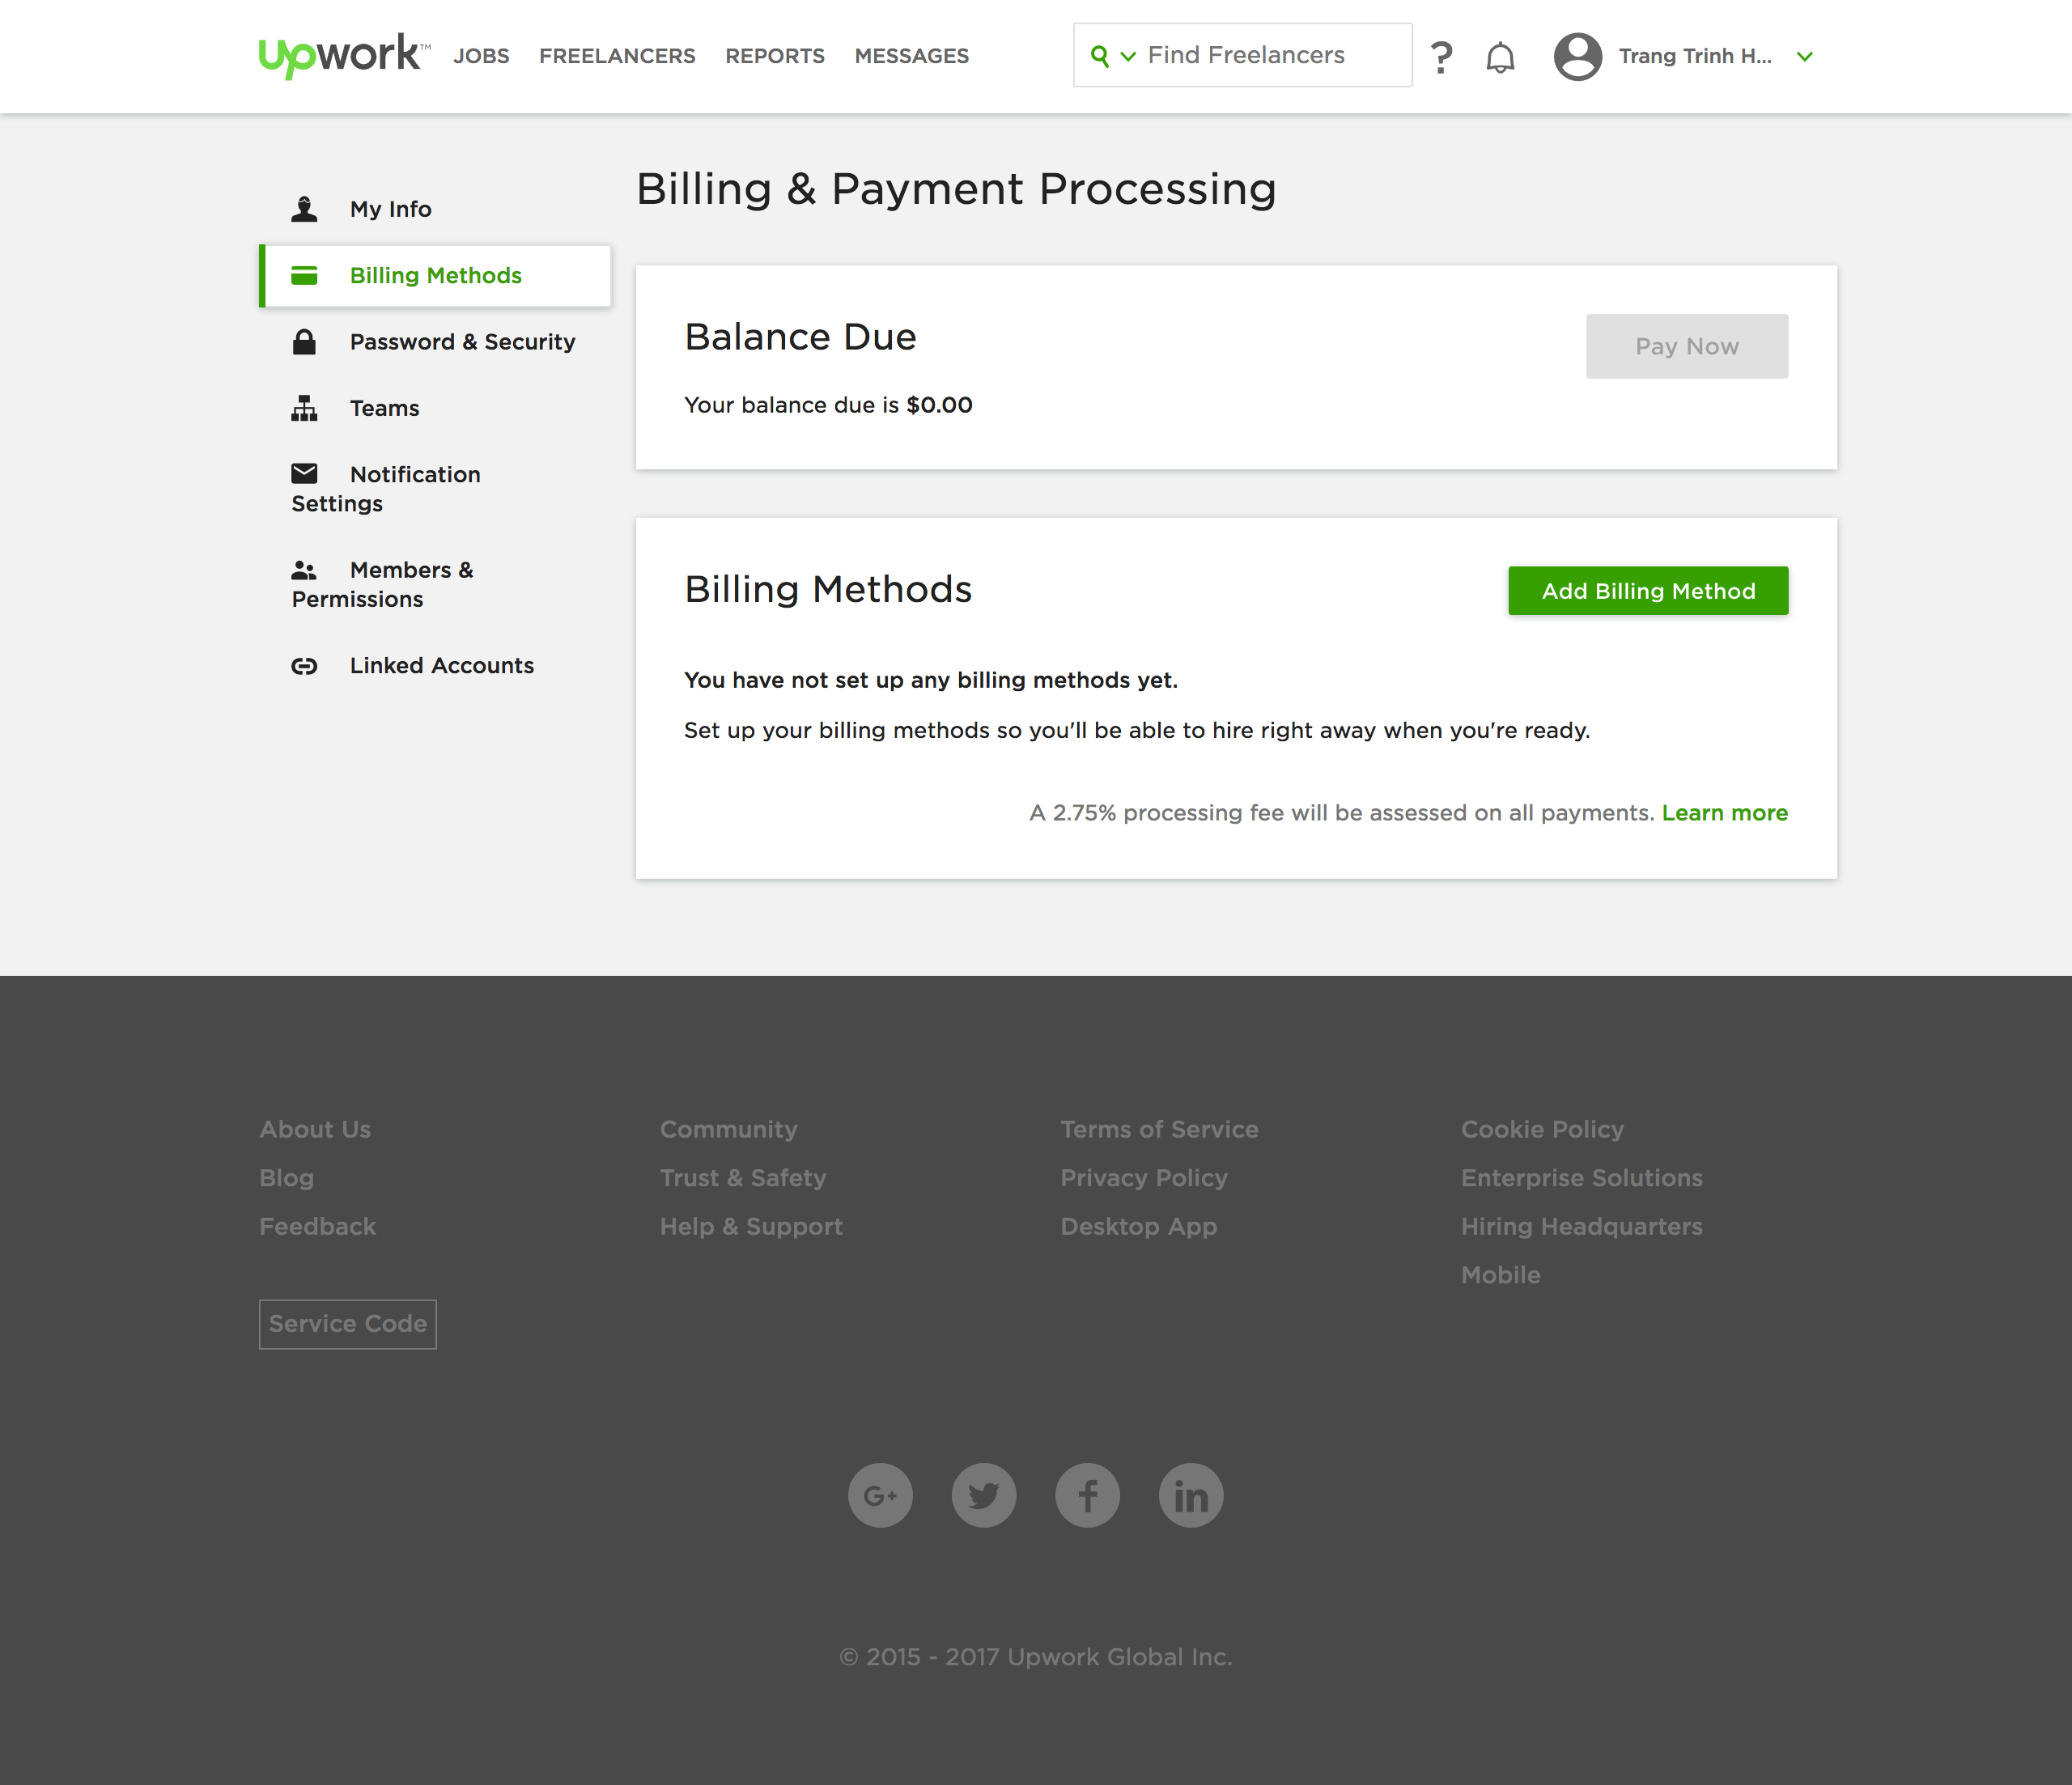 upwork™ JOBS FREELANCERS REPORTS MESSAGES Find Freelancers ? Trang Trinh H...
My Info
Billing Methods
Password & Security
Teams
Notification
Settings
Members &
Permissions
Linked Accounts
Billing & Payment Processing
Balance Due
Pay Now
Your balance due is $0.00
Billing Methods
Add Billing Method
You have not set up any billing methods yet.
Set up your billing methods so you'll be able to hire right away when you're ready.
A 2.75% processing fee will be assessed on all payments. Learn more
About Us
Blog
Feedback
Community
Trust & Safety
Help & Support
Terms of Service
Privacy Policy
Desktop App
Cookie Policy
Enterprise Solutions
Hiring Headquarters
Mobile
Service Code
G+ f in
© 2015 - 2017 Upwork Global Inc.